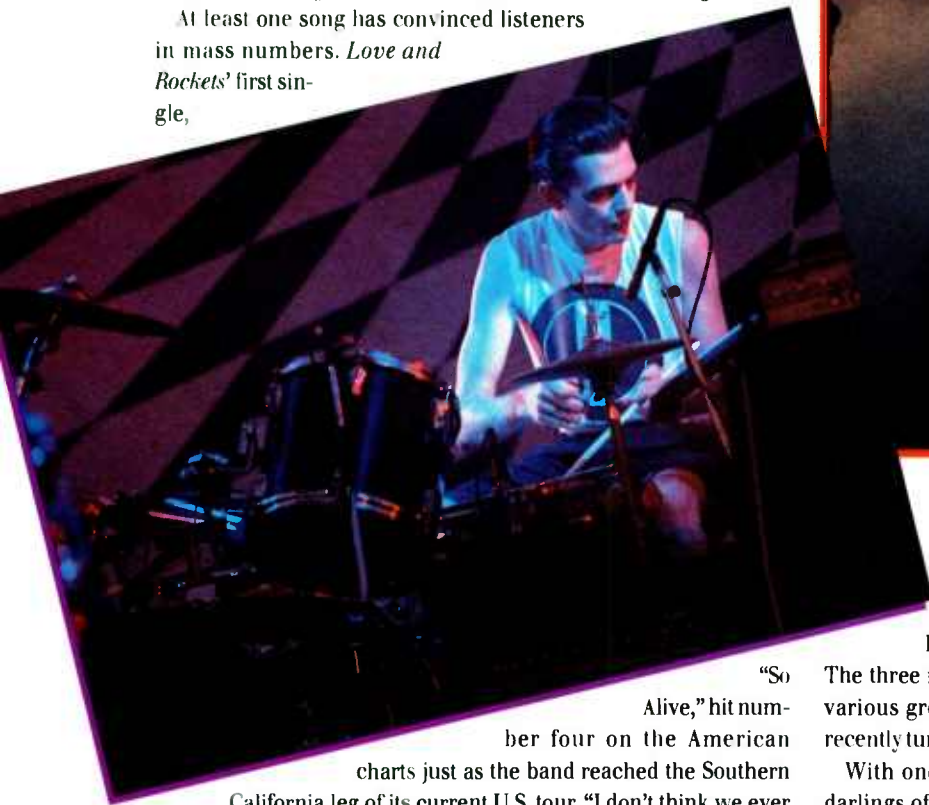 At least one song has convinced listeners
in mass numbers. Love and
Rockets' first sin-
gle,
“So
Alive,” hit num-
ber four on the American
charts just as the band reached the Southern
California leg of its current U.S. tour. “I don't think we ever
The three
various
recently
With
darlings of